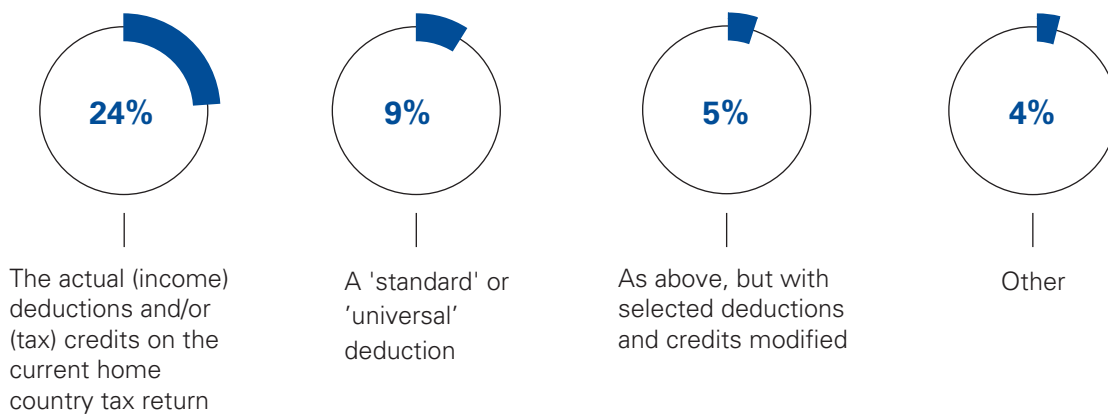 24%
9%
5%
4%
The actual (income)
deductions and/or
(tax) credits on the
current home
country tax return
A 'standard' or
’universal’
deduction
As above, but with
selected deductions
and credits modified
Other